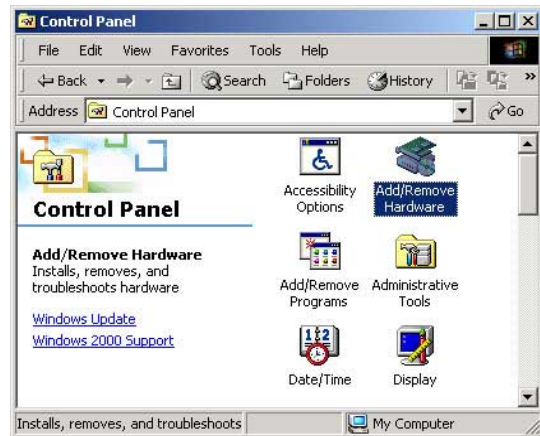 Control Panel
File Edit View Favorites Tools Help
Back Search Folders History »
Address Control Panel Go
Control Panel
Add/Remove Hardware
Installs, removes, and
troubleshoots hardware
Windows Update
Windows 2000 Support
Accessibility
Options
Add/Remove
Hardware
Add/Remove
Programs
Administrative
Tools
12
Date/Time
Display
Installs, removes, and troubleshoots My Computer